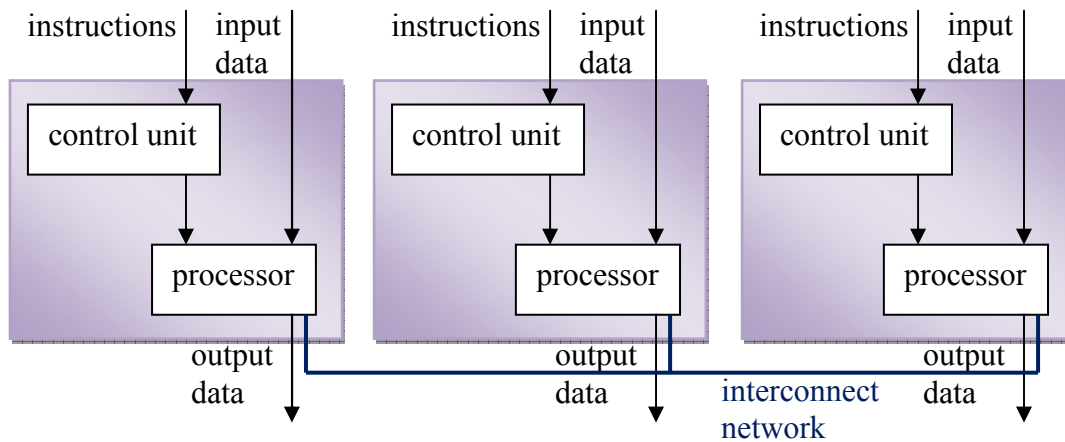 instructions
input
data
control unit
processor
output
data
instructions
input
data
control unit
processor
output
data
instructions
input
data
control unit
processor
output
data
interconnect
network